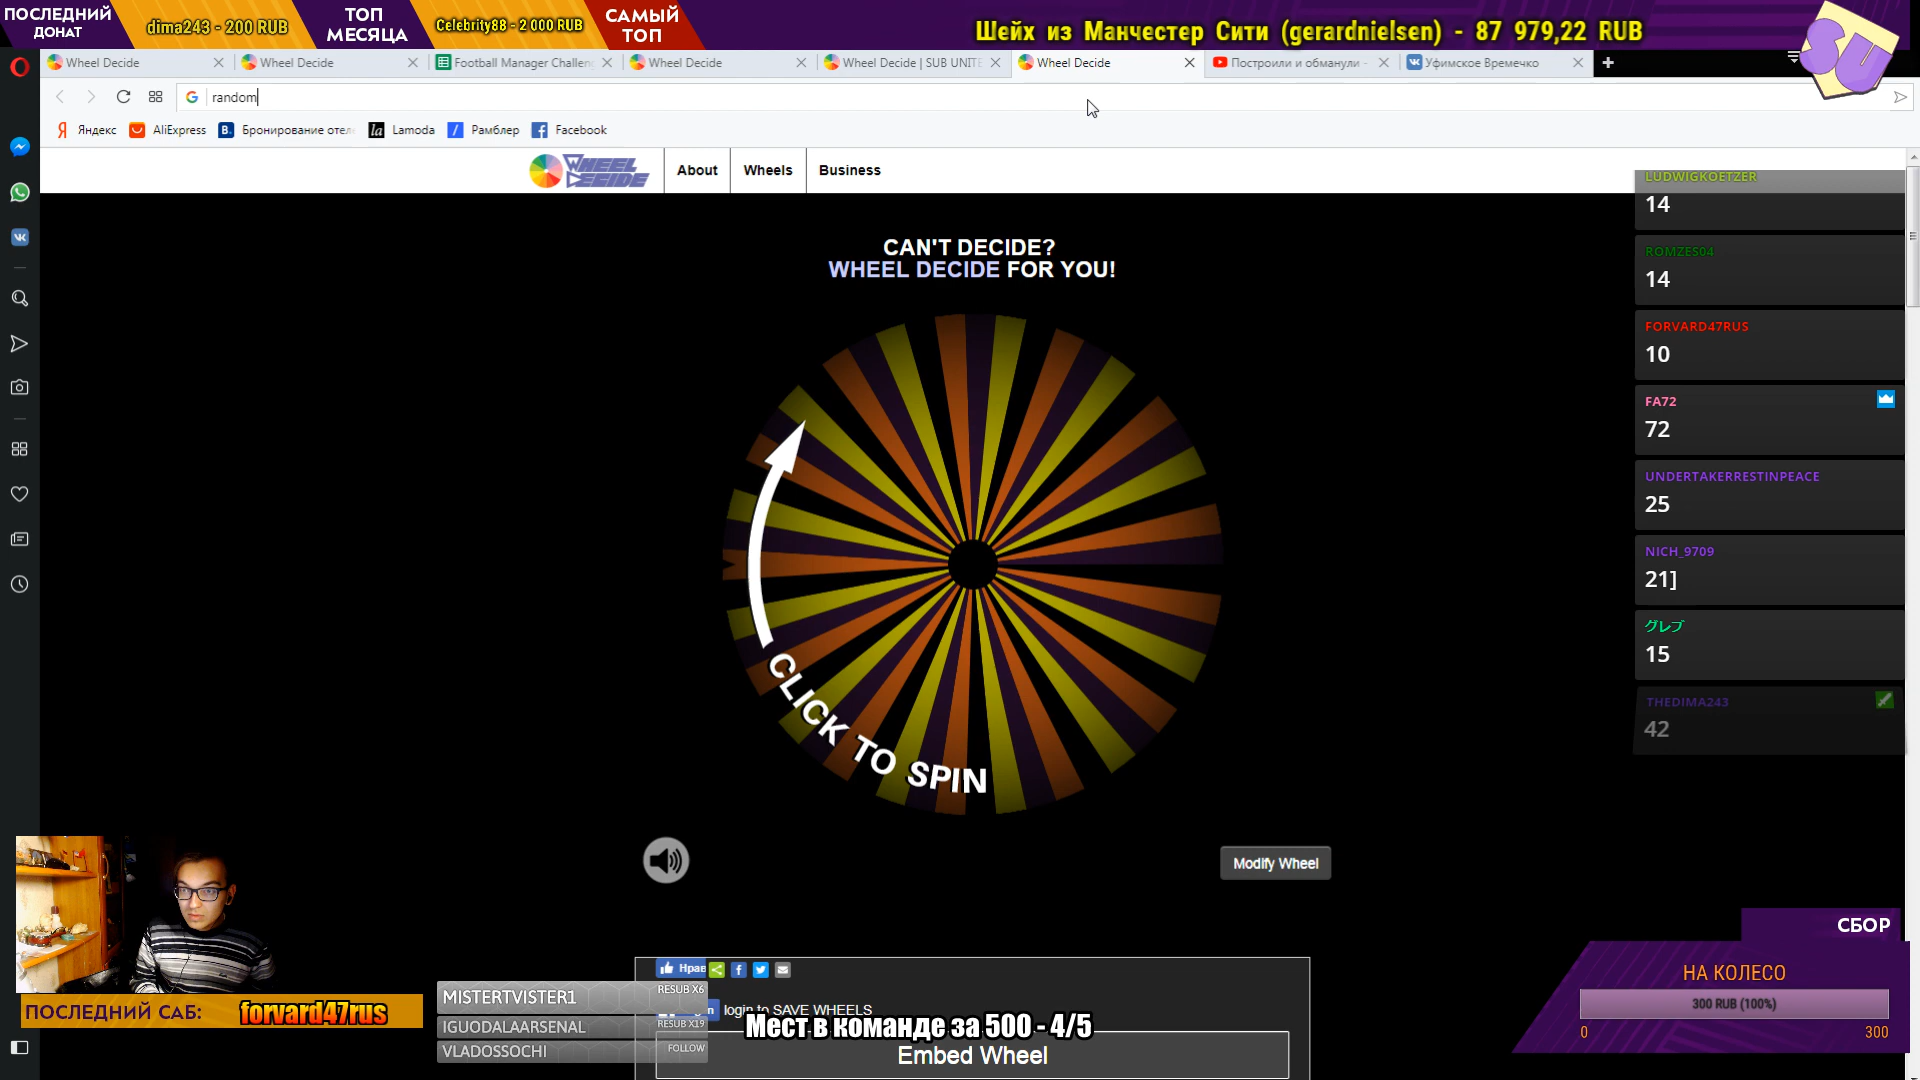 ПОСЛЕДНИЙ
ДОНАТ
dima243 - 200 RUB
ТОП
МЕСЯЦА
Celebrity88 - 2 000 RUB
САМЫЙ
ТОП
Шейх из Манчестер Сити (gerardnielsen) - 87 979,22 RUB
SU
Wheel Decide
Wheel Decide
Football Manager Challen
Wheel Decide
Wheel Decide | SUB UNITE
Wheel Decide
Построили и обманули -
Уфимское Времечко
random
Яндекс
AliExpress
Бронирование оте
Lamoda
Рамблер
Facebook
WHEEL
DECIDE
About
Wheels
Business
CAN'T DECIDE?
WHEEL DECIDE FOR YOU!
CLICK TO SPIN
Modify Wheel
LUDWIGKOETZER
14
ROMZES04
14
FORVARD47RUS
10
FA72
72
UNDERTAKERRESTINPEACE
25
NICH_9709
21]
グレブ
15
THEDIMA243
42
СБОР
НА КОЛЕСО
300 RUB (100%)
0
300
Нрав
login to SAVE WHEELS
Мест в команде за 500 - 4/5
Embed Wheel
ПОСЛЕДНИЙ САБ:
forvard47rus
MISTERTVISTER1
RESUB X6
IGUODALAARSENAL
RESUB X19
VLADOSSOCHI
FOLLOW